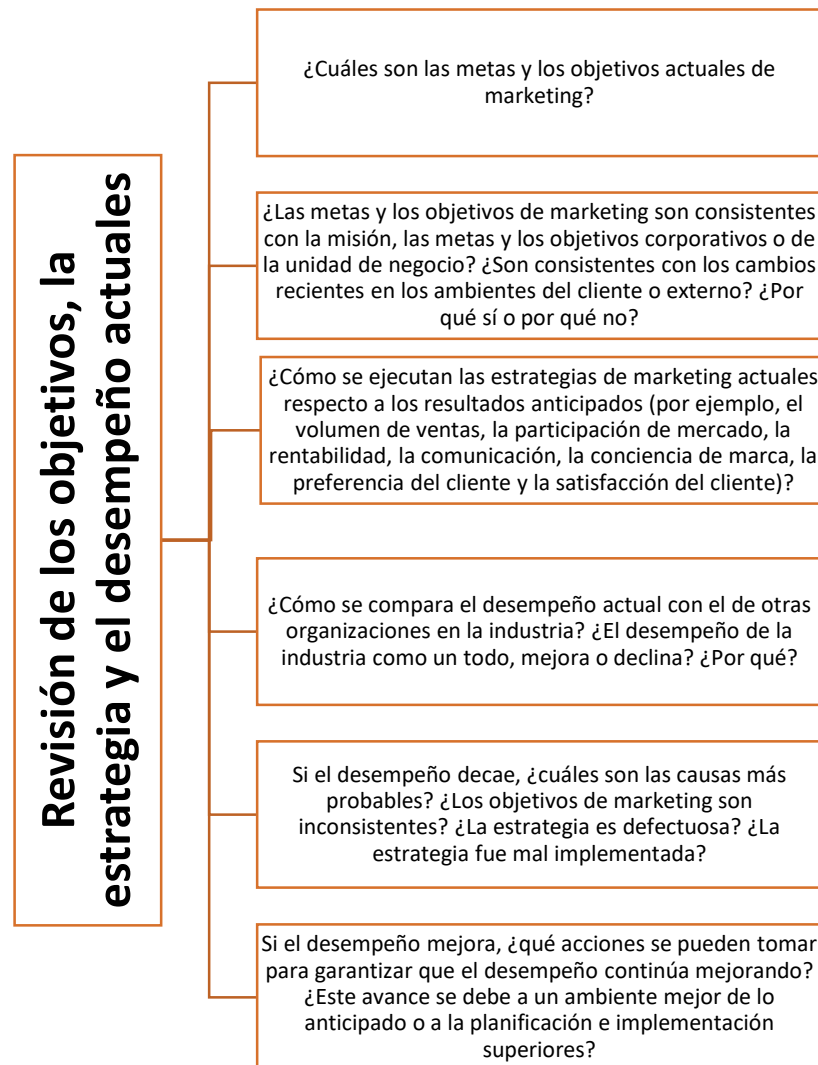 Revisión de los objetivos, la
estrategia y el desempeño actuales
¿Cuáles son las metas y los objetivos actuales de
marketing?
¿Las metas y los objetivos de marketing son consistentes
con la misión, las metas y los objetivos corporativos o de
la unidad de negocio? ¿Son consistentes con los cambios
recientes en los ambientes del cliente o externo? ¿Por
qué sí o por qué no?
¿Cómo se ejecutan las estrategias de marketing actuales
respecto a los resultados anticipados (por ejemplo, el
volumen de ventas, la participación de mercado, la
rentabilidad, la comunicación, la conciencia de marca, la
preferencia del cliente y la satisfacción del cliente)?
¿Cómo se compara el desempeño actual con el de otras
organizaciones en la industria? ¿El desempeño de la
industria como un todo, mejora o declina? ¿Por qué?
Si el desempeño decae, ¿cuáles son las causas más
probables? ¿Los objetivos de marketing son
inconsistentes? ¿La estrategia es defectuosa? ¿La
estrategia fue mal implementada?
Si el desempeño mejora, ¿qué acciones se pueden tomar
para garantizar que el desempeño continúa mejorando?
¿Este avance se debe a un ambiente mejor de lo
anticipado o a la planificación e implementación
superiores?